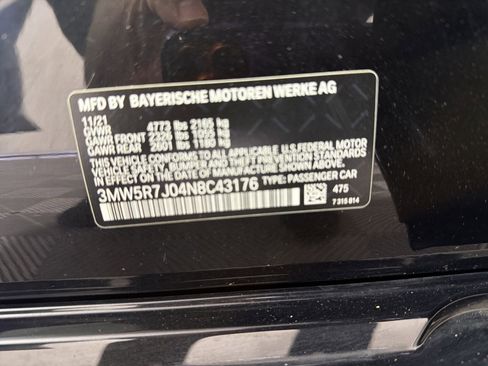 MFD BY BAYERISCHE MOTOREN WERKE AG
11/21
GVWR 4773 lbs 2165 kg
GAWR FRONT 2326 lbs 1055 kg
GAWR REAR 2601 lbs 1180 kg
THIS VEHICLE CONFORMS TO ALL APPLICABLE U.S. FEDERAL MOTOR
VEHICLE SAFETY, BUMPER, AND THEFT PREVENTION STANDARDS
IN EFFECT ON THE DATE OF MANUFACTURE SHOWN ABOVE.
3MW5R7J04N8C43176 TYPE: PASSENGER CAR
475
7 315 814